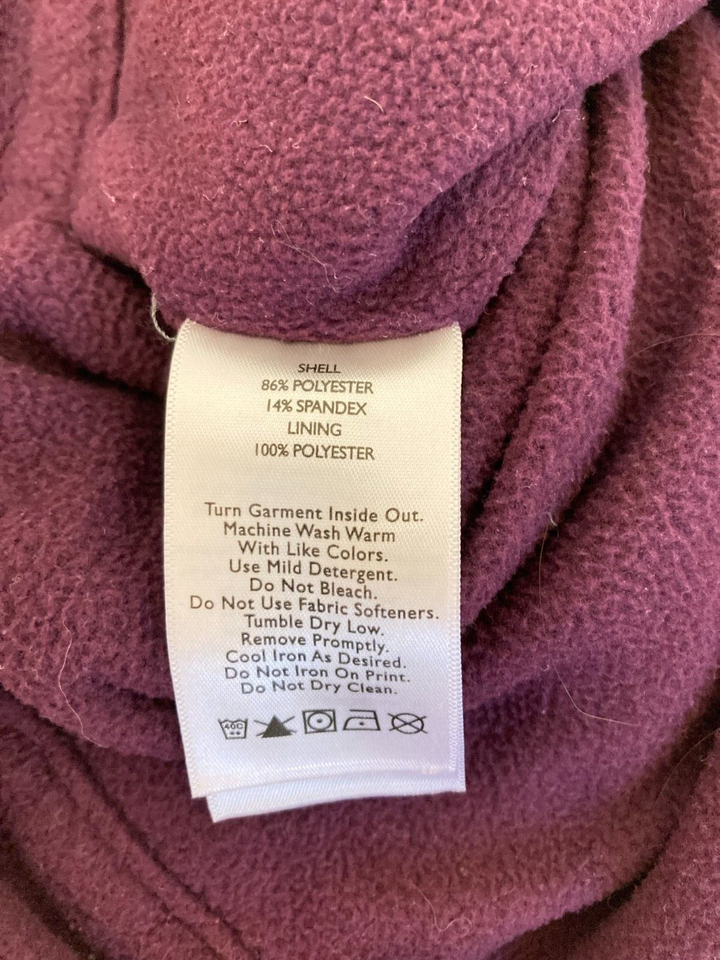 SHELL
86% POLYESTER
14% SPANDEX
LINING
100% POLYESTER
Turn Garment Inside Out.
Machine Wash Warm
With Like Colors.
Use Mild Detergent.
Do Not Bleach.
Do Not Use Fabric Softeners.
Tumble Dry Low.
Remove Promptly.
Cool Iron As Desired.
Do Not Iron On Print.
Do Not Dry Clean.
40C